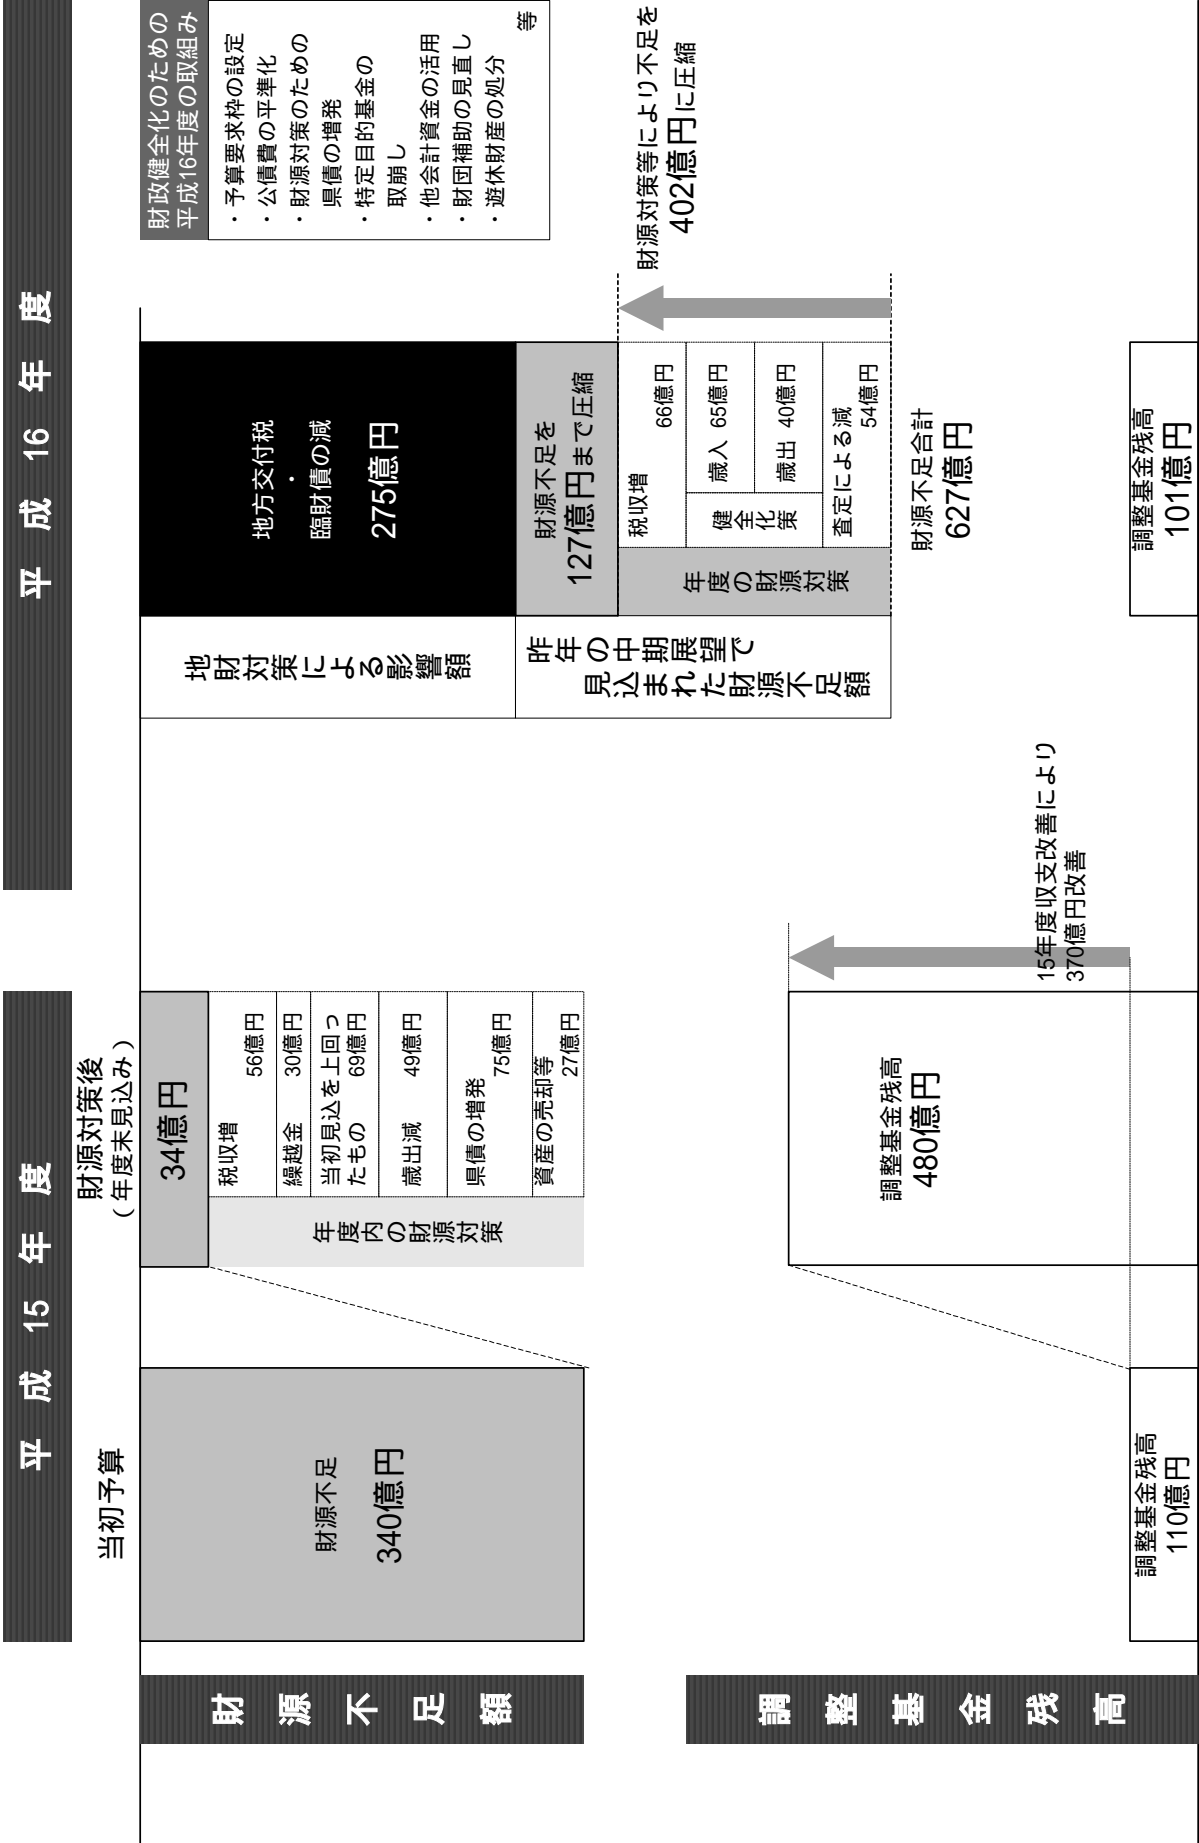 平成15年度
平成16年度
財源不足額
調整基金残高
当初予算
財源不足
340億円
調整基金残高
110億円
財源対策後
（年度末見込み）
34億円
税収増
56億円
繰越金 30億円
当初見込を上回っ
たもの 69億円
歳出減 49億円
県債の増発
75億円
資産の売却等
27億円
年度内の財源対策
調整基金残高
480億円
15年度収支改善により
370億円改善
地財対策による影響額
昨年の中期展望で
見込まれた財源不足額
地方交付税
・
臨財債の減
275億円
財源不足を
127億円まで圧縮
税収増
66億円
健全化策
歳入 65億円
歳出 40億円
査定による減
54億円
年度の財源対策
財源不足合計
627億円
調整基金残高
101億円
財源対策等により不足を
402億円に圧縮
財政健全化のための
平成16年度の取組み
・予算要求枠の設定
・公債費の平準化
・財源対策のための
県債の増発
・特定目的基金の
取崩し
・他会計資金の活用
・財団補助の見直し
・遊休財産の処分
等